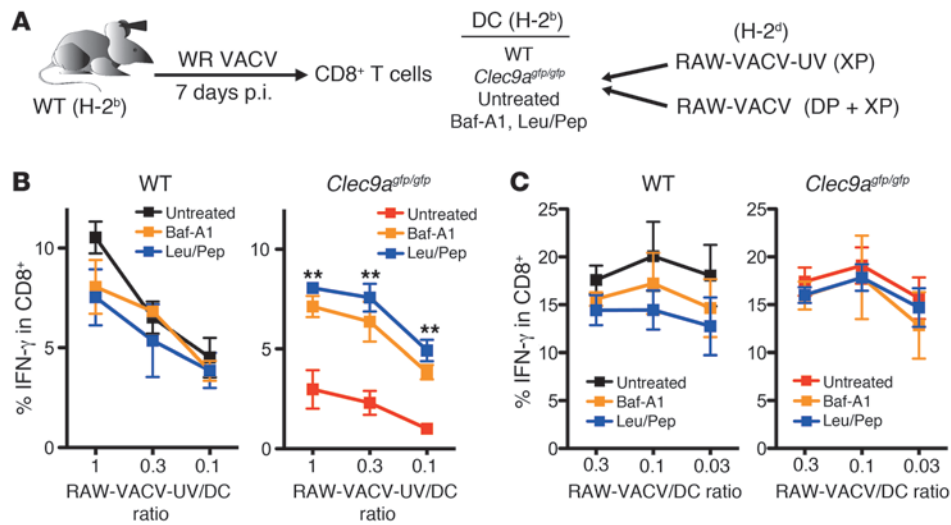 A
WT (H-2ᵇ)
WR VACV
7 days p.i.
CD8⁺ T cells
DC (H-2ᵇ)
WT
Clec9aᵍᶠᵖ/ᵍᶠᵖ
Untreated
Baf-A1, Leu/Pep
(H-2ᵈ)
RAW-VACV-UV (XP)
RAW-VACV (DP + XP)
B
WT
% IFN-γ in CD8⁺
10
5
0
Untreated
Baf-A1
Leu/Pep
1 0.3 0.1
RAW-VACV-UV/DC
ratio
Clec9aᵍᶠᵖ/ᵍᶠᵖ
10
5
0
Untreated
Baf-A1
Leu/Pep
** ** **
1 0.3 0.1
RAW-VACV-UV/DC
ratio
C
WT
% IFN-γ in CD8⁺
25
20
15
10
5
0
Untreated
Baf-A1
Leu/Pep
0.3 0.1 0.03
RAW-VACV/DC ratio
Clec9aᵍᶠᵖ/ᵍᶠᵖ
25
20
15
10
5
0
Untreated
Baf-A1
Leu/Pep
0.3 0.1 0.03
RAW-VACV/DC ratio